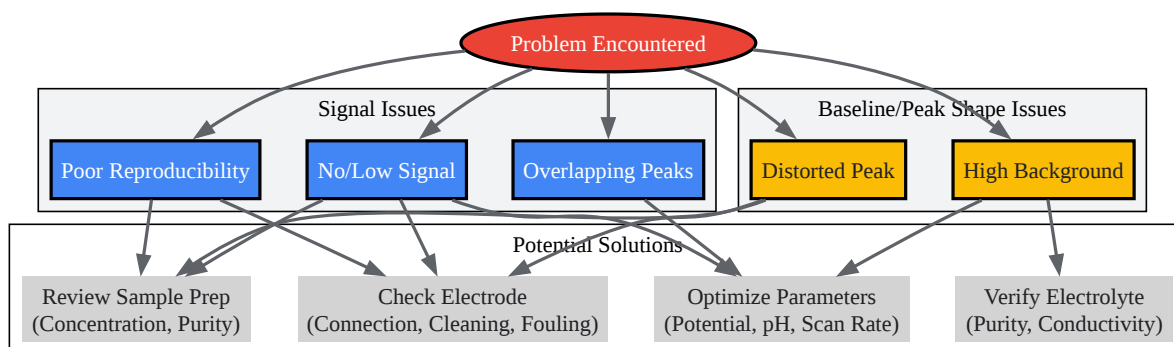 Problem Encountered
Signal Issues
Baseline/Peak Shape Issues
Poor Reproducibility
No/Low Signal
Overlapping Peaks
Distorted Peak
High Background
Potential Solutions
Review Sample Prep
(Concentration, Purity)
Check Electrode
(Connection, Cleaning, Fouling)
Optimize Parameters
(Potential, pH, Scan Rate)
Verify Electrolyte
(Purity, Conductivity)